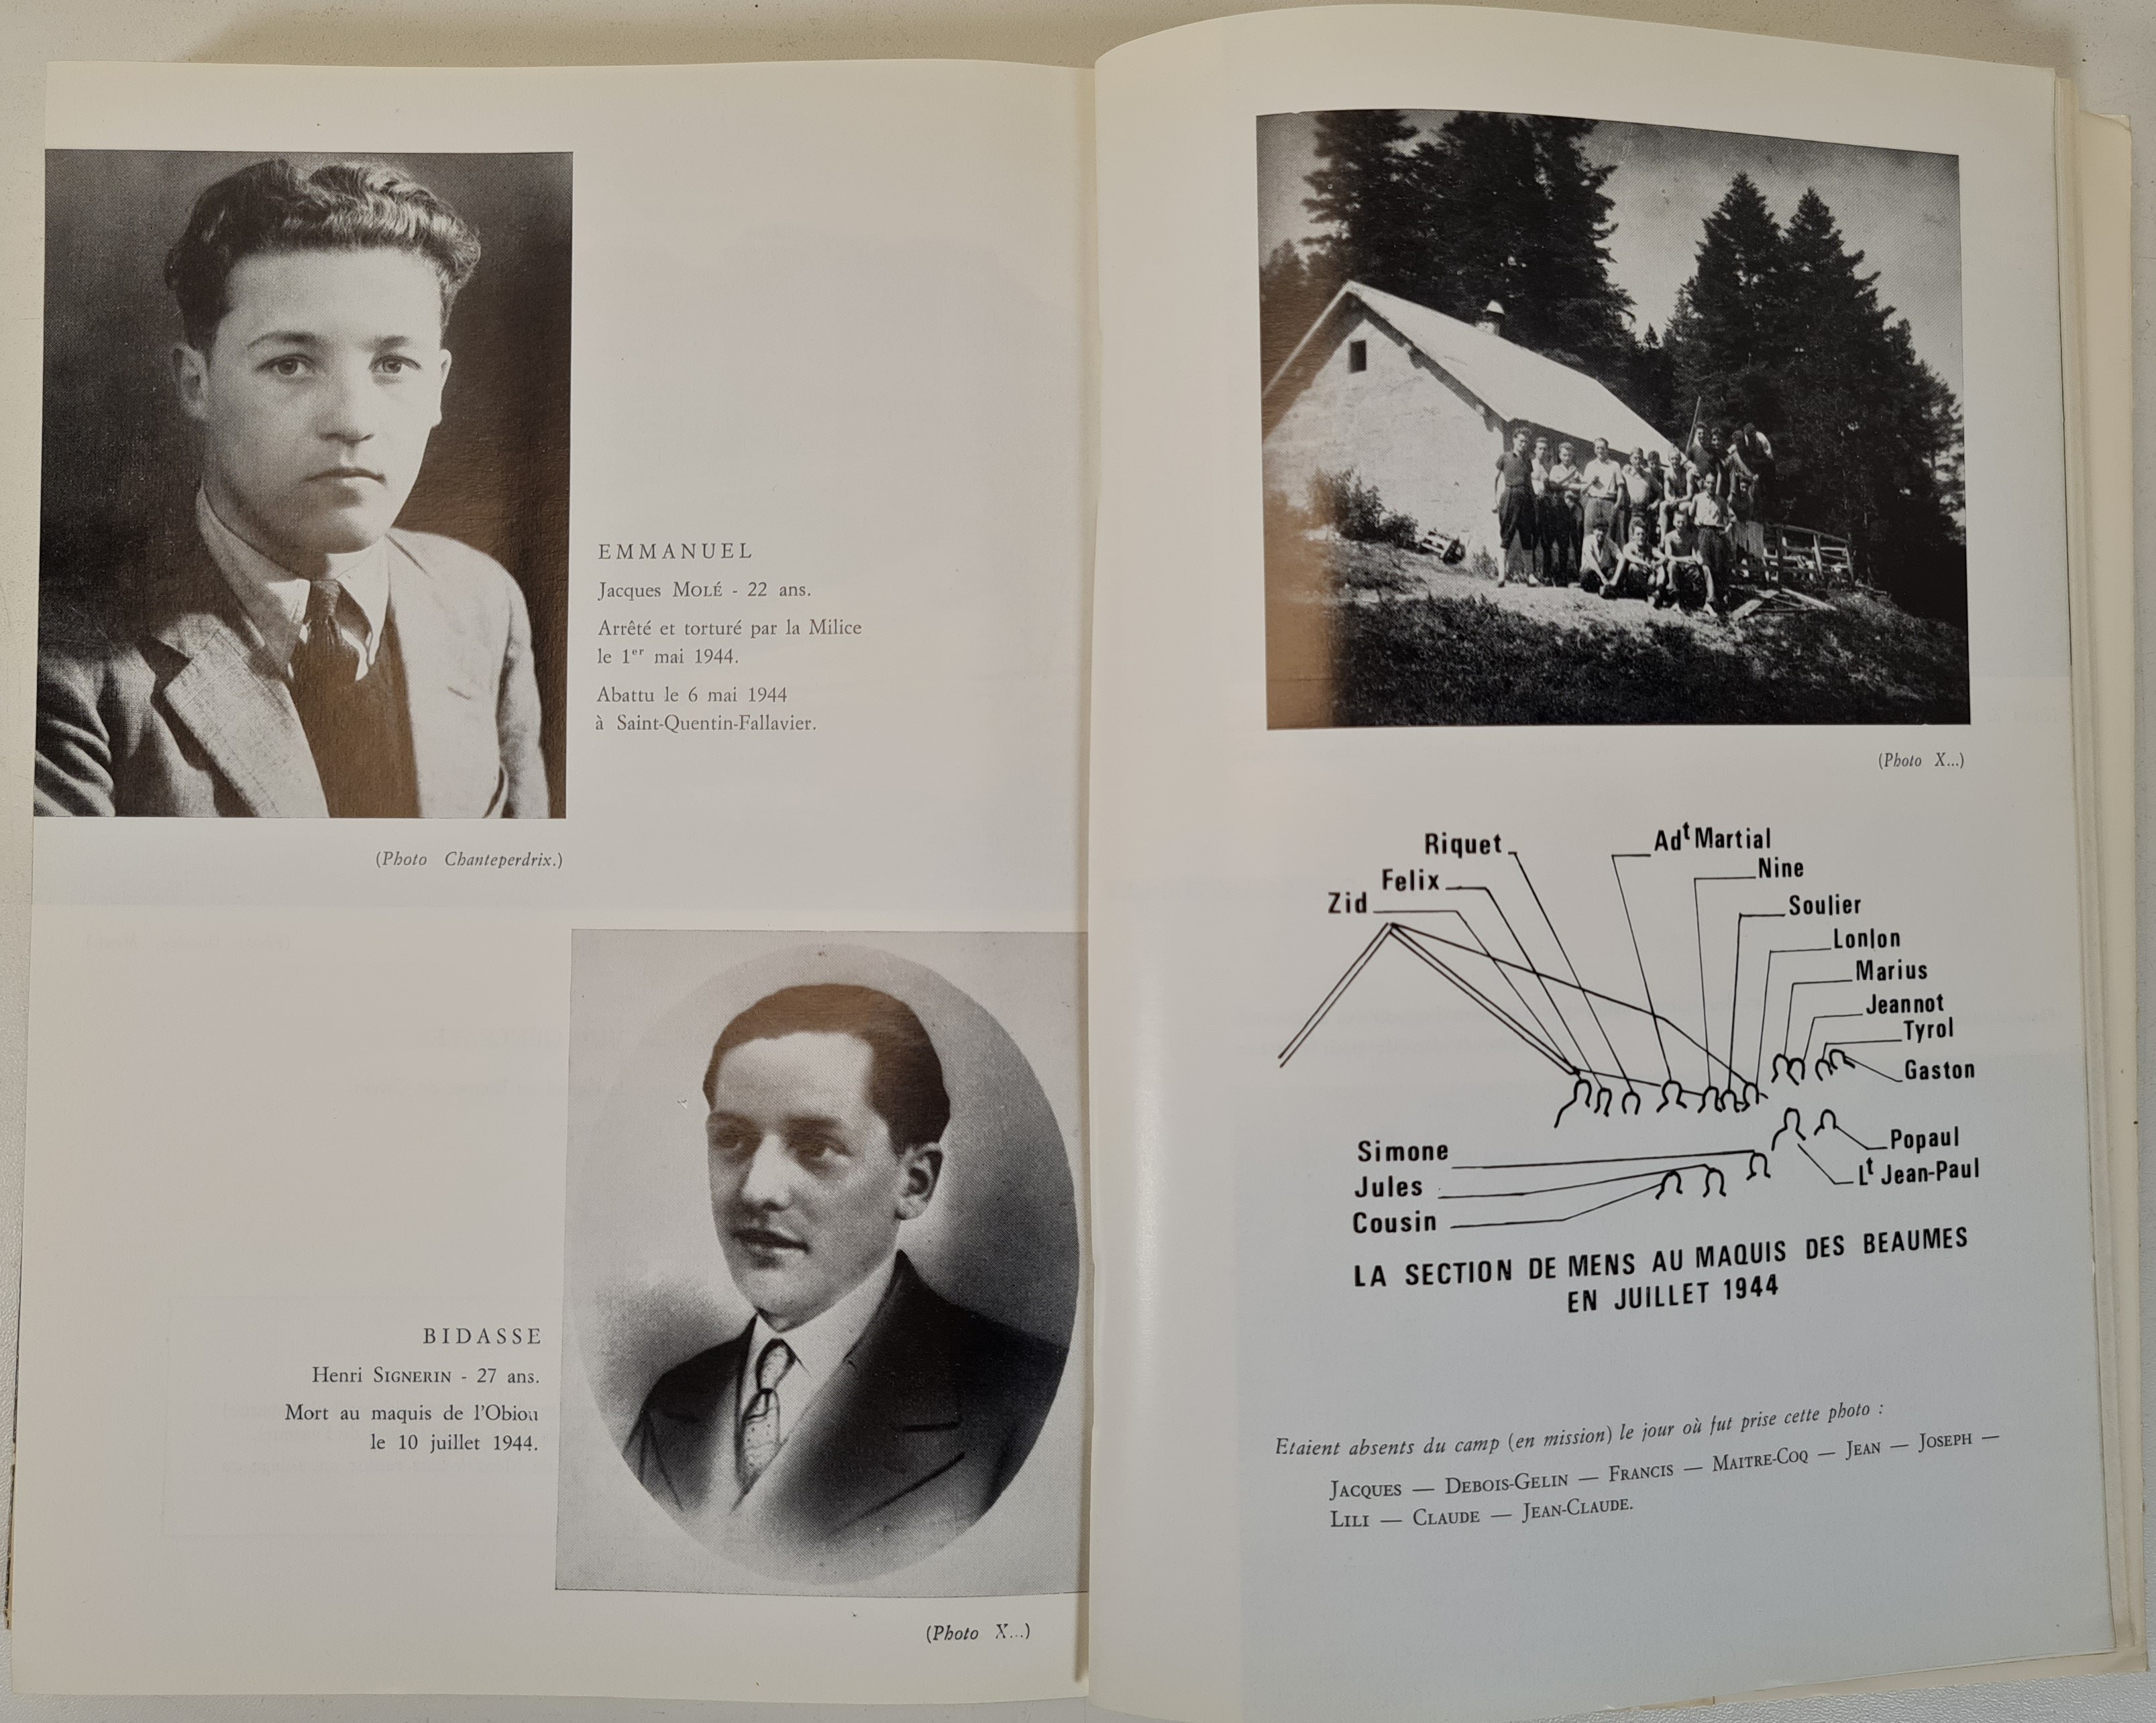 EMMANUEL
Jacques MOLÉ - 22 ans.
Arrêté et torturé par la Milice
le 1er mai 1944.
Abattu le 6 mai 1944
à Saint-Quentin-Fallavier.
(Photo Chanteperdrix.)
BIDASSE
Henri SIGNERIN - 27 ans.
Mort au maquis de l'Obiou
le 10 juillet 1944.
(Photo X...)
(Photo X...)
Riquet
Adt Martial
Felix
Nine
Zid
Soulier
Lonlon
Marius
Jeannot
Tyrol
Gaston
Simone
Popaul
Jules
Lt Jean-Paul
Cousin
LA SECTION DE MENS AU MAQUIS DES BEAUMES
EN JUILLET 1944
Etaient absents du camp (en mission) le jour où fut prise cette photo :
JACQUES — DEBOIS-GELIN — FRANCIS — MAITRE-COQ — JEAN — JOSEPH —
LILI — CLAUDE — JEAN-CLAUDE.